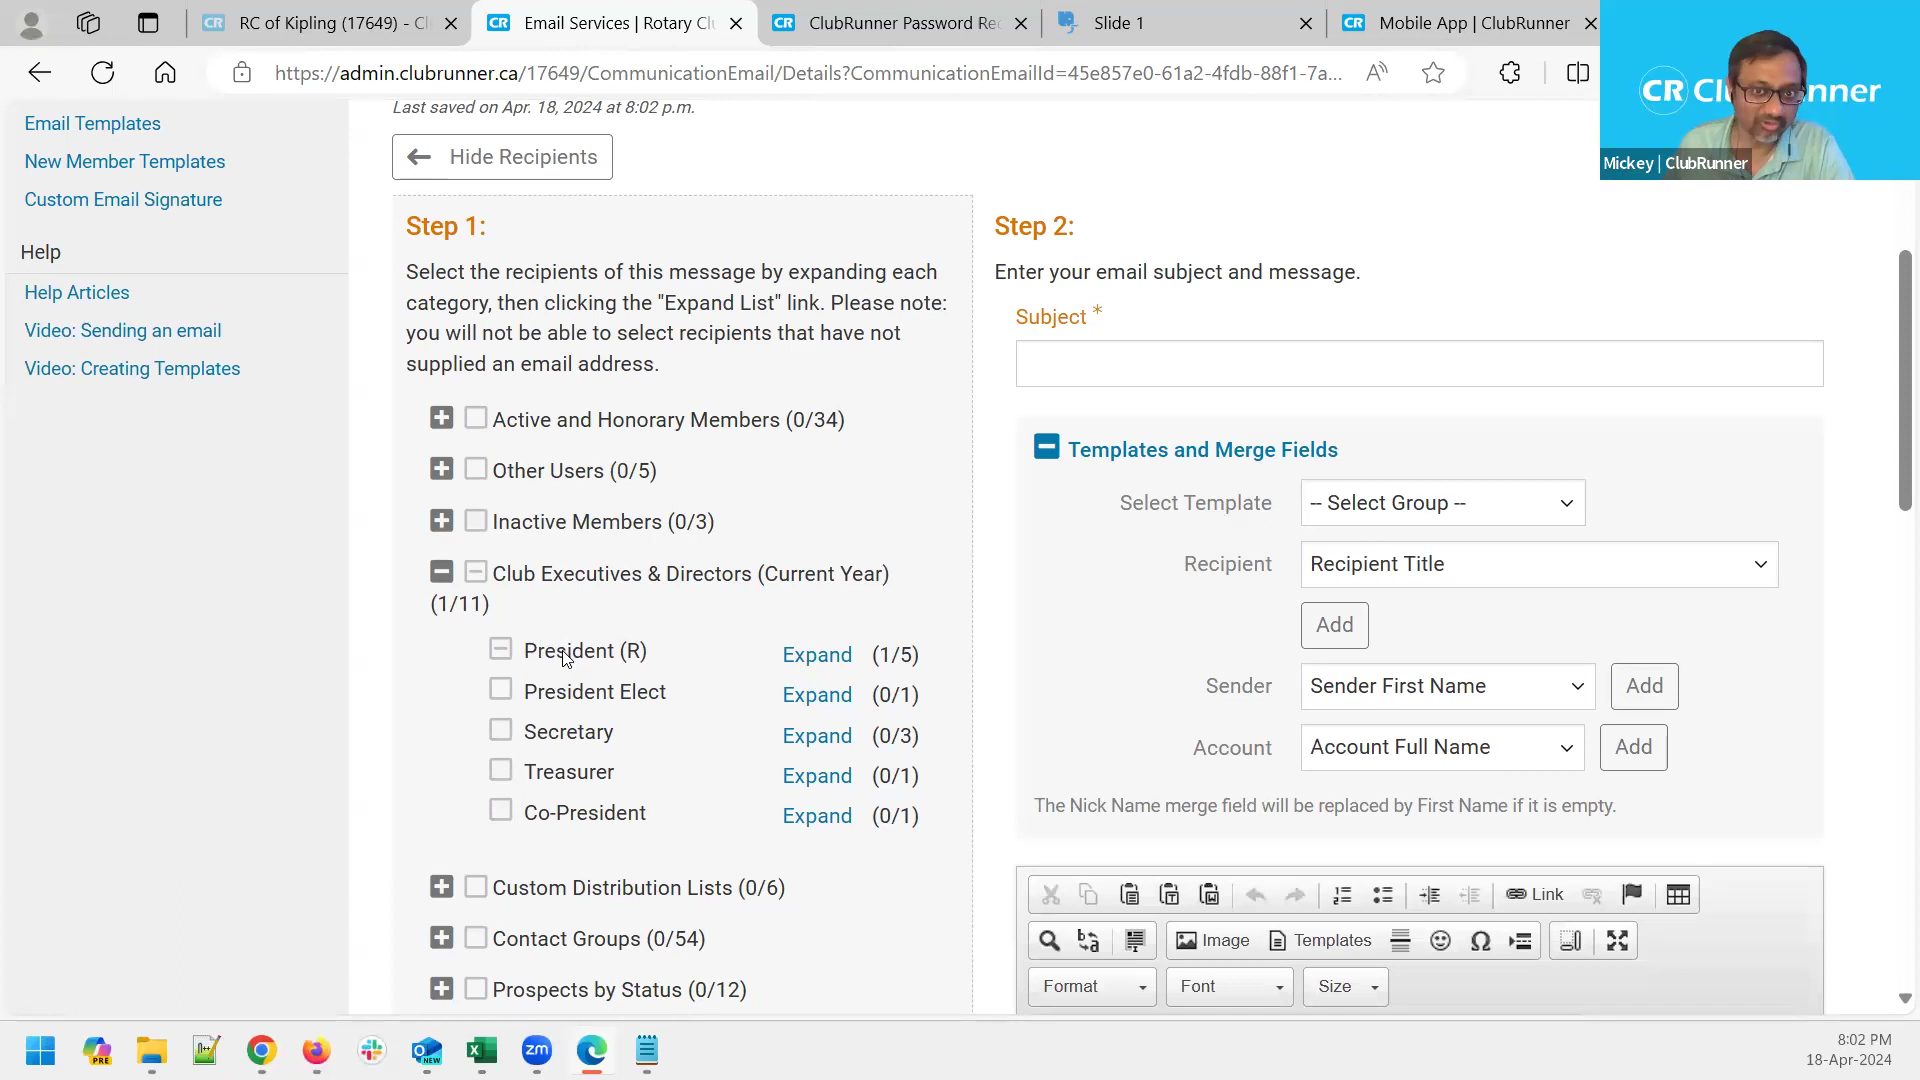 CR RC of Kipling (17649) - Cl
CR Email Services | Rotary Clu
CR ClubRunner Password Rec
Slide 1
CR Mobile App | ClubRunner
https://admin.clubrunner.ca/17649/CommunicationEmail/Details?CommunicationEmailId=45e857e0-61a2-4fdb-88f1-7a...
CR Cl nner
Mickey | ClubRunner
Email Templates
New Member Templates
Custom Email Signature
Help
Help Articles
Video: Sending an email
Video: Creating Templates
Last saved on Apr. 18, 2024 at 8:02 p.m.
Hide Recipients
Step 1:
Select the recipients of this message by expanding each
category, then clicking the "Expand List" link. Please note:
you will not be able to select recipients that have not
supplied an email address.
Active and Honorary Members (0/34)
Other Users (0/5)
Inactive Members (0/3)
Club Executives & Directors (Current Year)
(1/11)
President (R) Expand (1/5)
President Elect Expand (0/1)
Secretary Expand (0/3)
Treasurer Expand (0/1)
Co-President Expand (0/1)
Custom Distribution Lists (0/6)
Contact Groups (0/54)
Prospects by Status (0/12)
Step 2:
Enter your email subject and message.
Subject *
Templates and Merge Fields
Select Template -- Select Group --
Recipient Recipient Title
Add
Sender Sender First Name Add
Account Account Full Name Add
The Nick Name merge field will be replaced by First Name if it is empty.
Link
Image Templates
Format Font Size
PRE
NEW
zm
8:02 PM
18-Apr-2024